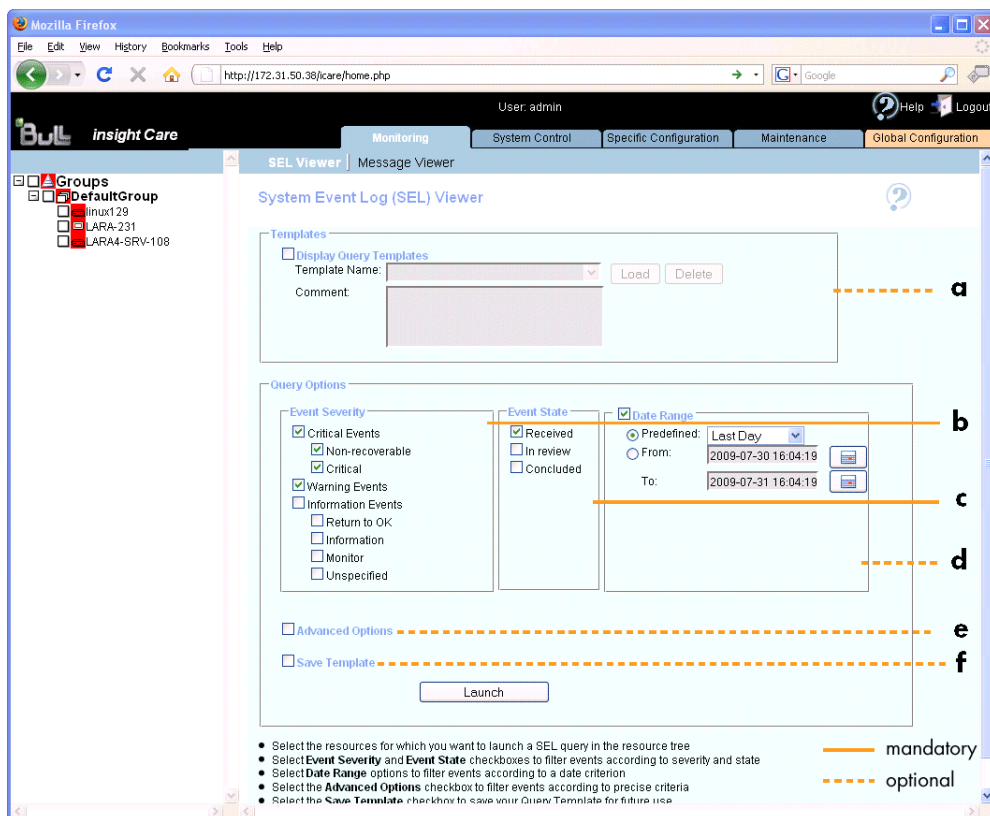 Mozilla Firefox
File Edit View History Bookmarks Tools Help
http://172.31.50.38/icare/home.php
G Google
User: admin
Help Logout
Bull insight Care
Monitoring System Control Specific Configuration Maintenance Global Configuration
SEL Viewer Message Viewer
Groups
DefaultGroup
linux129
LARA-231
LARA4-SRV-108
System Event Log (SEL) Viewer
Templates
Display Query Templates
Template Name: Load Delete
Comment:
a
Query Options
Event Severity
Critical Events
Non-recoverable
Critical
Warning Events
Information Events
Return to OK
Information
Monitor
Unspecified
Event State
Received
In review
Concluded
Date Range
Predefined: Last Day
From: 2009-07-30 16:04:19
To: 2009-07-31 16:04:19
b
c
d
Advanced Options
e
Save Template
f
Launch
Select the resources for which you want to launch a SEL query in the resource tree
Select Event Severity and Event State checkboxes to filter events according to severity and state
Select Date Range options to filter events according to a date criterion
Select the Advanced Options checkbox to filter events according to precise criteria
Select the Save Template checkbox to save your Query Template for future use
mandatory
optional